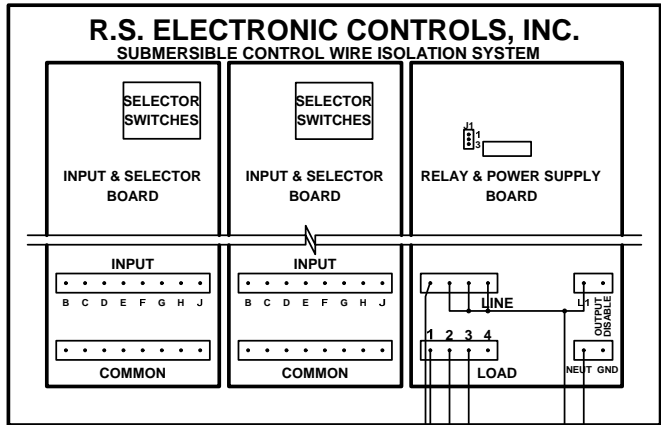 R.S. ELECTRONIC CONTROLS, INC.
SUBMERSIBLE CONTROL WIRE ISOLATION SYSTEM
SELECTOR
SWITCHES
INPUT & SELECTOR
BOARD
INPUT
B C D E F G H J
COMMON
SELECTOR
SWITCHES
INPUT & SELECTOR
BOARD
INPUT
B C D E F G H J
COMMON
J1
1
3
RELAY & POWER SUPPLY
BOARD
LINE
L1
OUTPUT
DISABLE
1 2 3 4
LOAD
NEUT GND